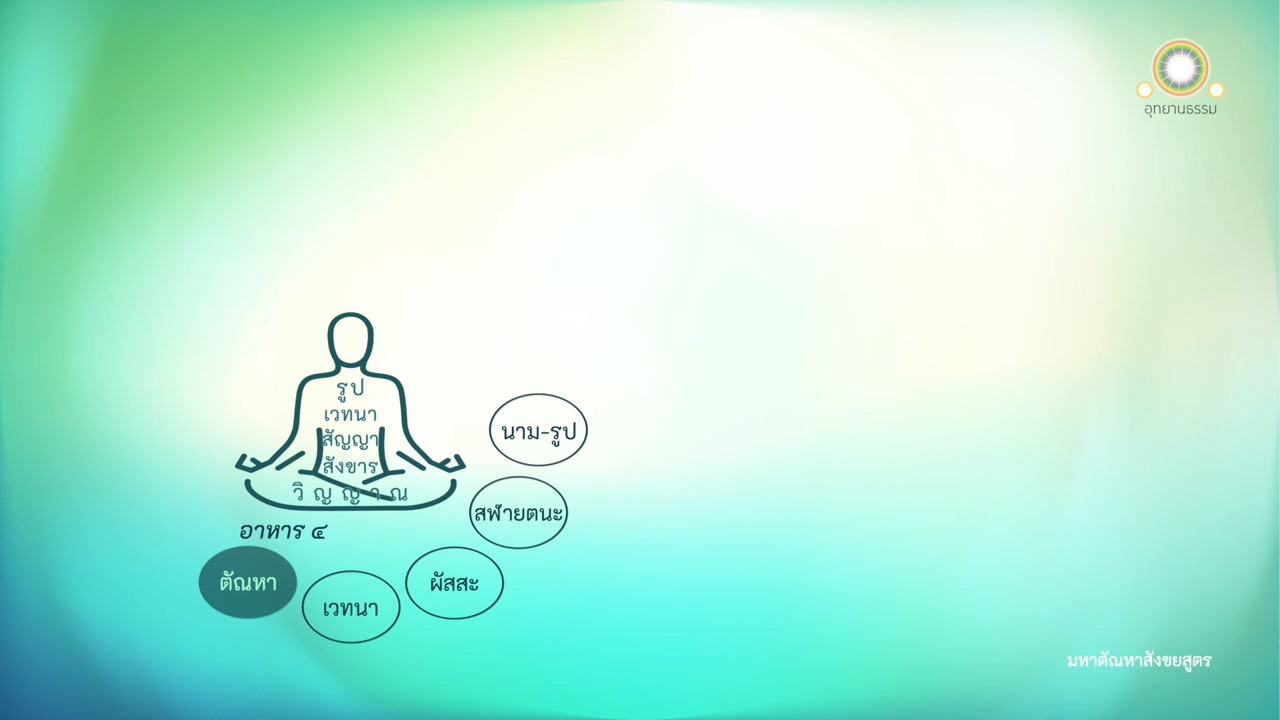 อุทยานธรรม
รูป
เวทนา
สัญญา
สังขาร
วิญญาณ
นาม-รูป
สฬายตนะ
อาหาร ๔
ตัณหา
เวทนา
ผัสสะ
มหาตัณหาสังขยสูตร